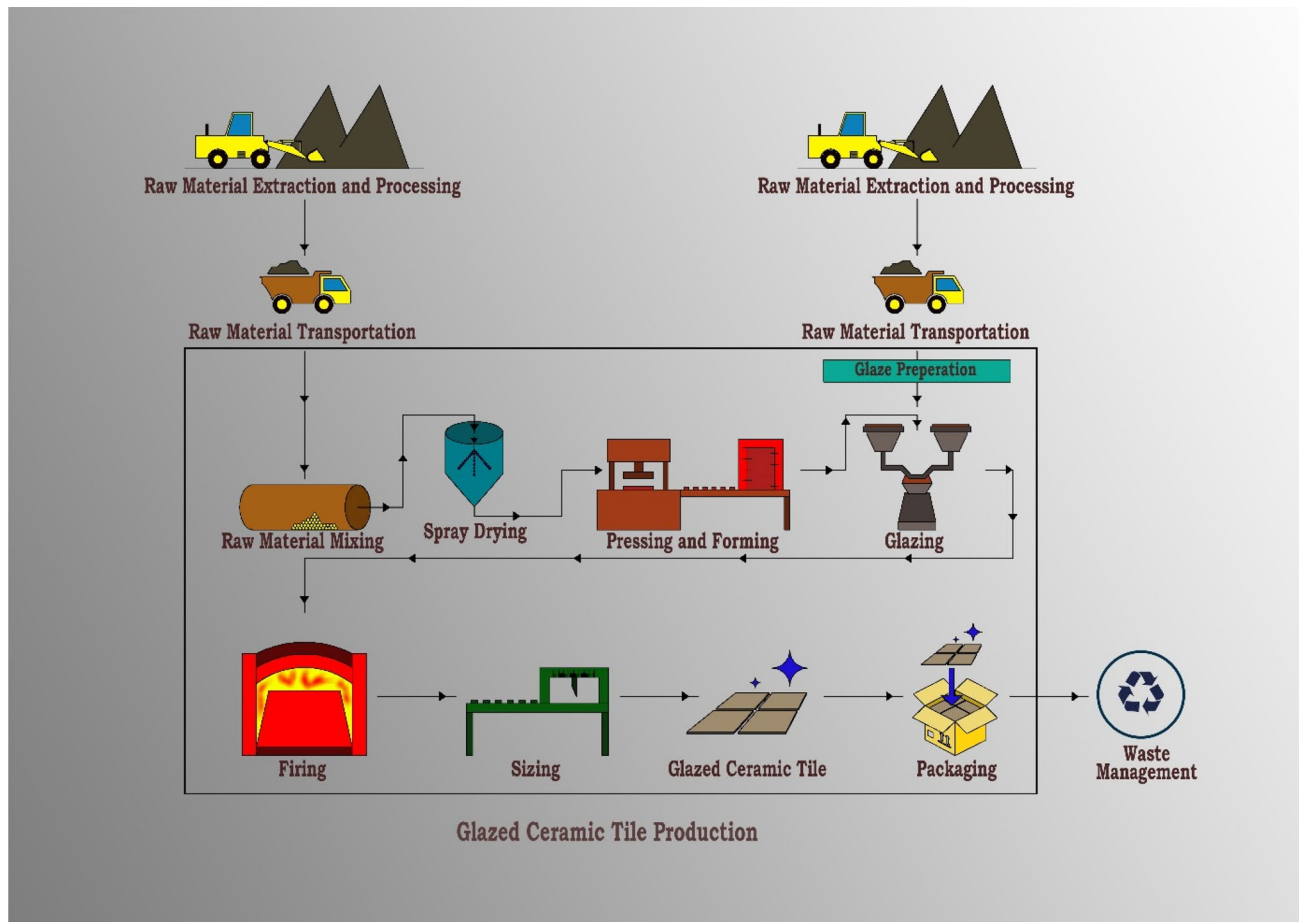 Raw Material Extraction and Processing
Raw Material Extraction and Processing
Raw Material Transportation
Raw Material Transportation
Glaze Preperation
Raw Material Mixing
Spray Drying
Pressing and Forming
Glazing
Firing
Sizing
Glazed Ceramic Tile
Packaging
Waste
Management
Glazed Ceramic Tile Production